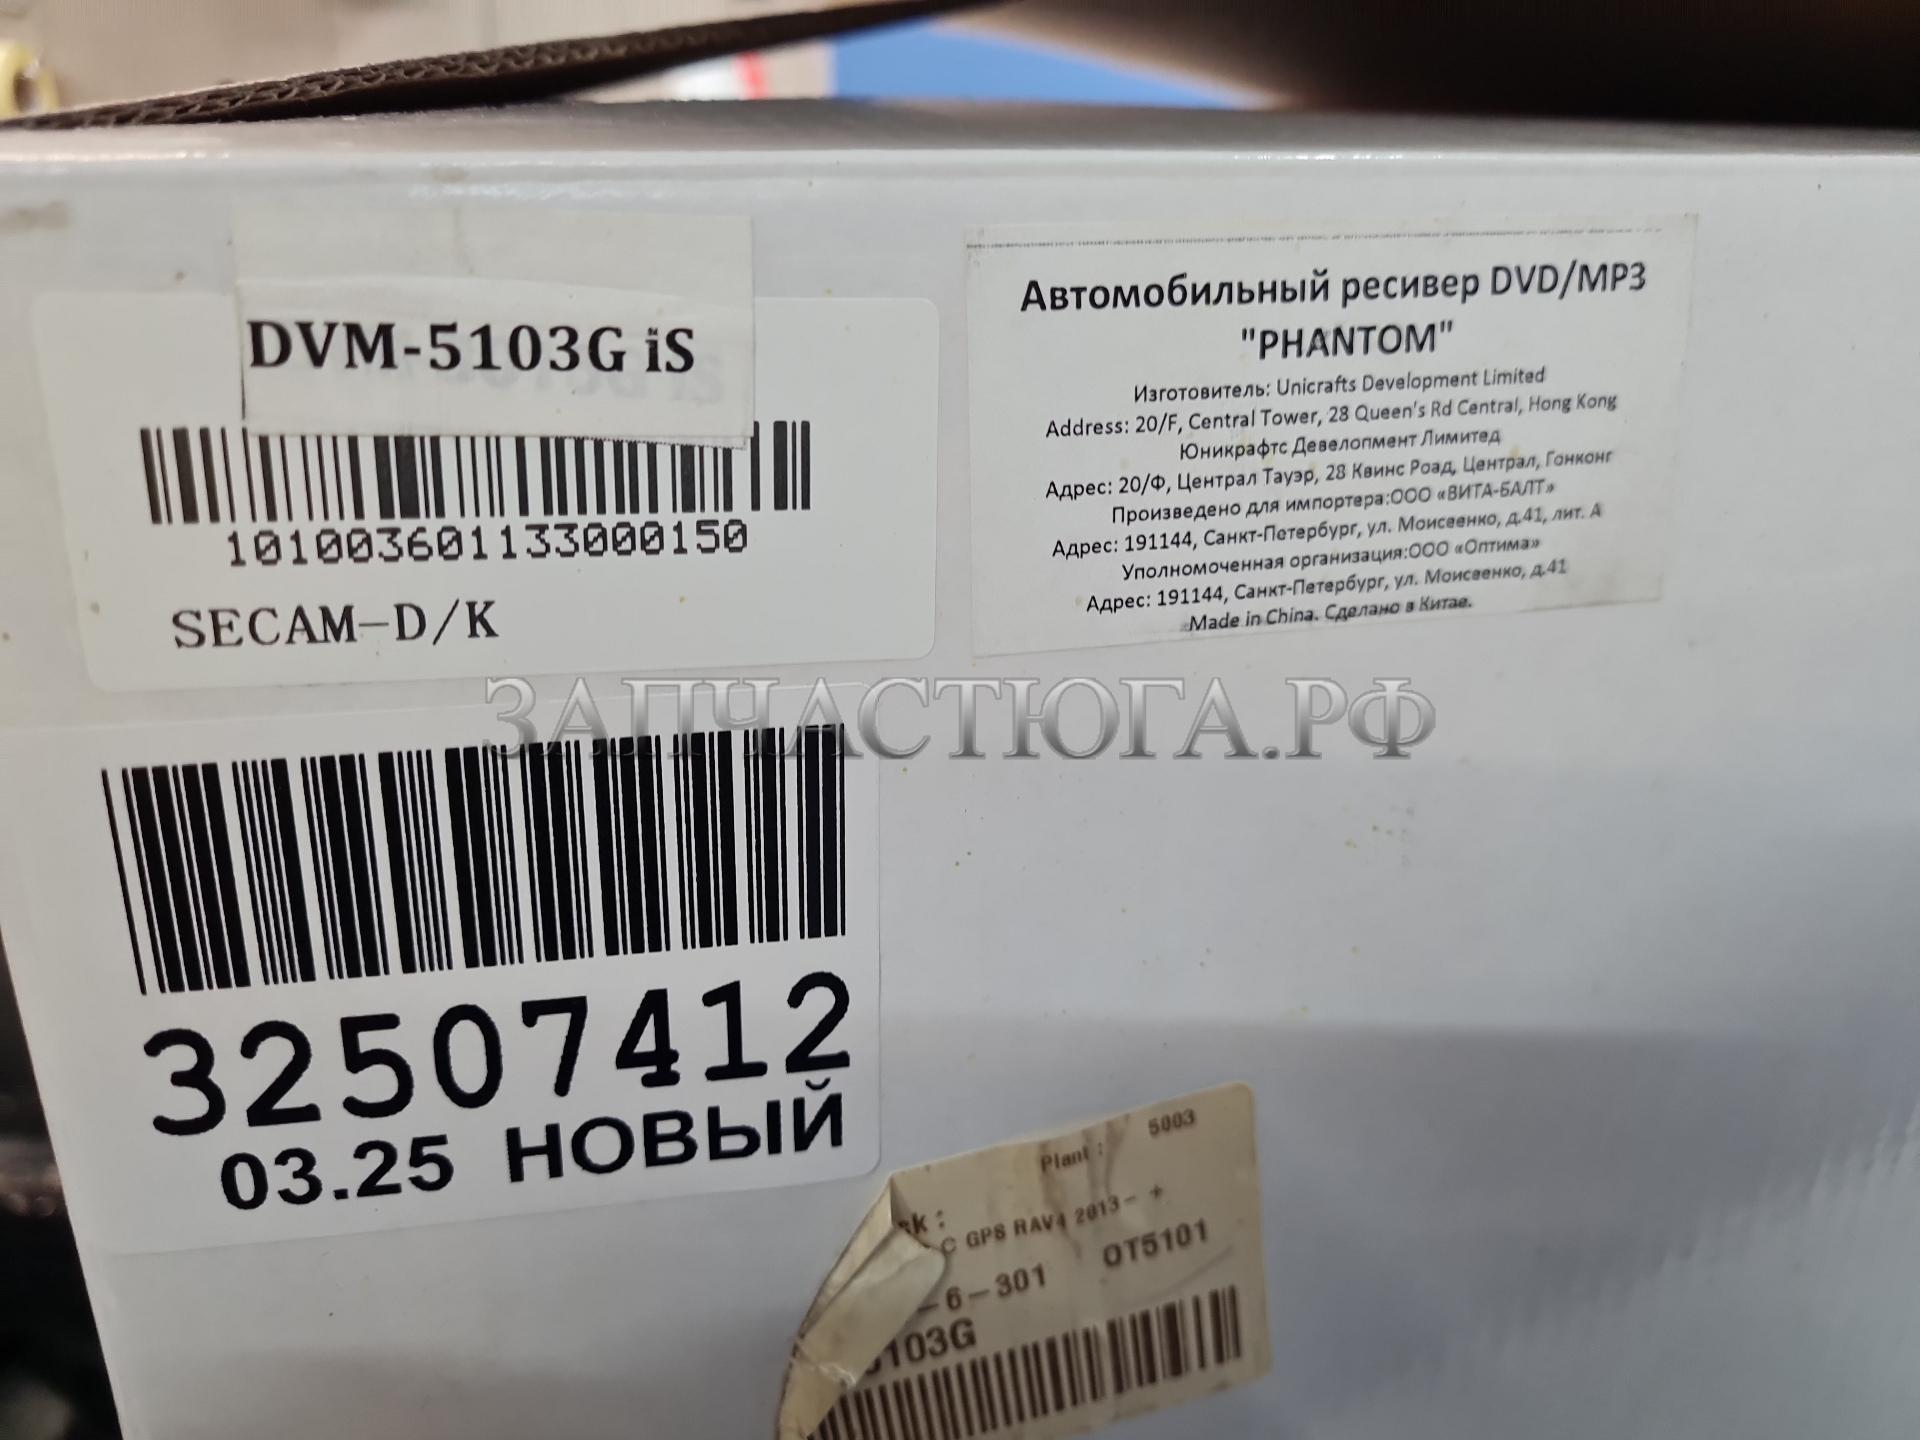 DVM-5103G iS
101003601133000150
SECAM-D/K
Автомобильный ресивер DVD/MP3
"PHANTOM"
Изготовитель: Unicrafts Development Limited
Address: 20/F, Central Tower, 28 Queen's Rd Central, Hong Kong
Юникрафтс Девелопмент Лимитед
Адрес: 20/Ф, Централ Тауэр, 28 Квинс Роад, Централ, Гонконг
Произведено для импортера:ООО «ВИТА-БАЛТ»
Адрес: 191144, Санкт-Петербург, ул. Моисеенко, д.41, лит. А
Уполномоченная организация:ООО «Оптима»
Адрес: 191144, Санкт-Петербург, ул. Моисеенко, д.41
Made in China. Сделано в Китае.
ЗАПЧАСТЮГА.РФ
32507412
03.25 НОВЫЙ
Plant : 5003
sk :
C GPS RAV4 2013- +
-6-301 OT5101
5103G